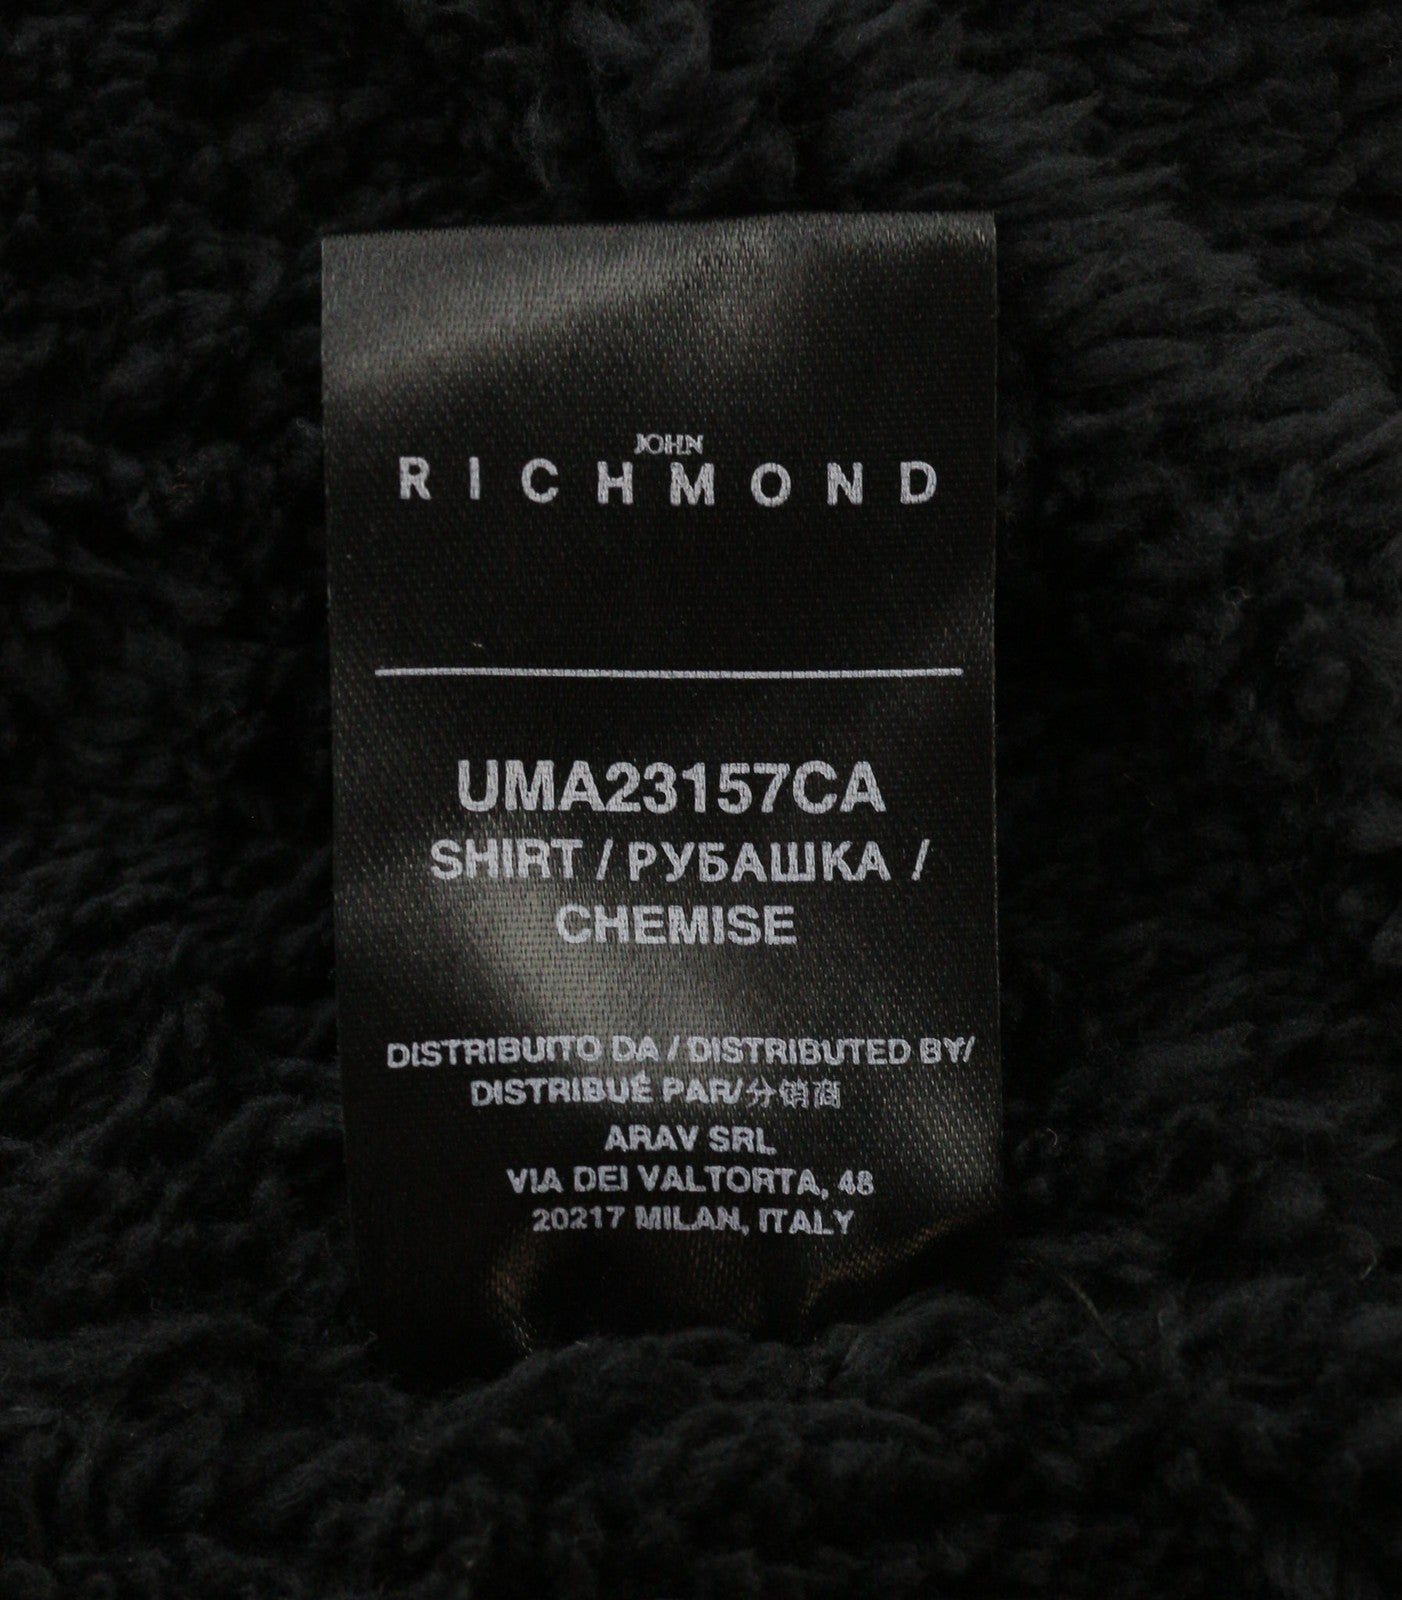 JOHN
RICHMOND
UMA23157CA
SHIRT / РУБАШКА /
CHEMISE
DISTRIBUITO DA / DISTRIBUTED BY/
DISTRIBUÉ PAR/分销商
ARAV SRL
VIA DEI VALTORTA, 48
20217 MILAN, ITALY